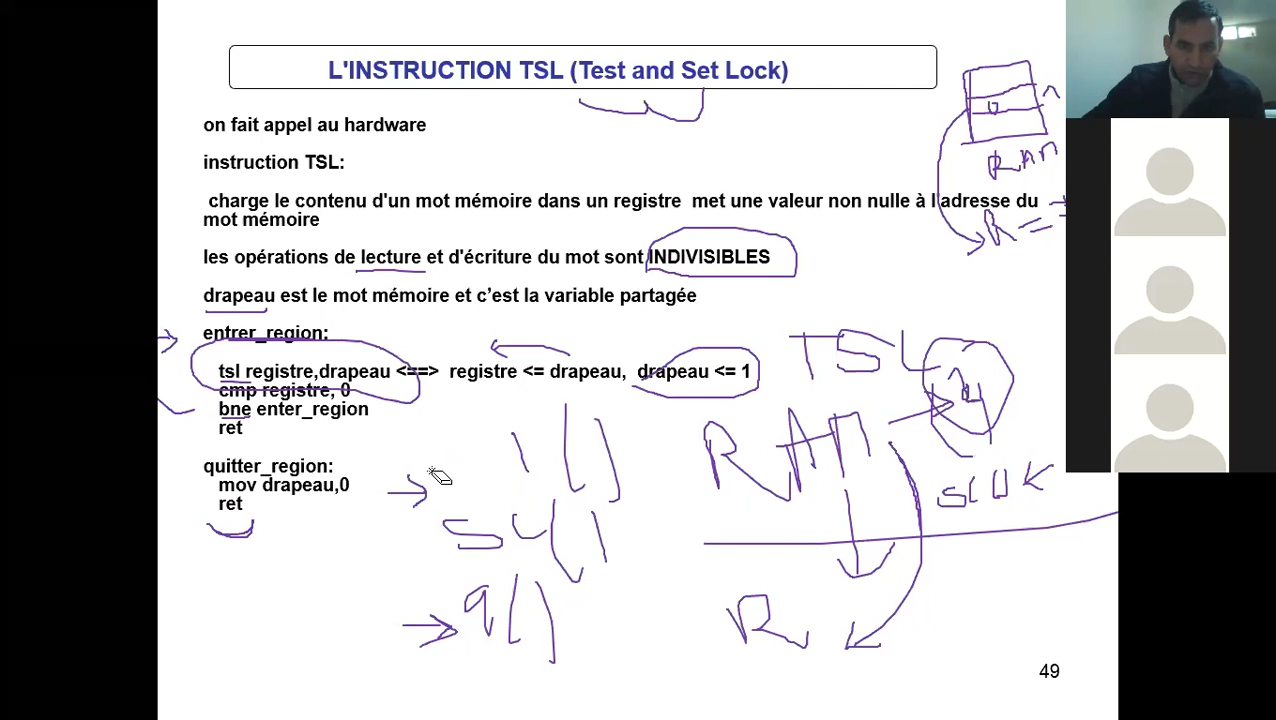 L'INSTRUCTION TSL (Test and Set Lock)
on fait appel au hardware
instruction TSL:
charge le contenu d'un mot mémoire dans un registre met une valeur non nulle à l'adresse du
mot mémoire
les opérations de lecture et d'écriture du mot sont INDIVISIBLES
drapeau est le mot mémoire et c'est la variable partagée
entrer_region:
tsl registre,drapeau <==> registre <= drapeau, drapeau <= 1
cmp registre, 0
bne enter_region
ret
quitter_region:
mov drapeau,0
ret
RAM
R =
TSL
RAM
R
49